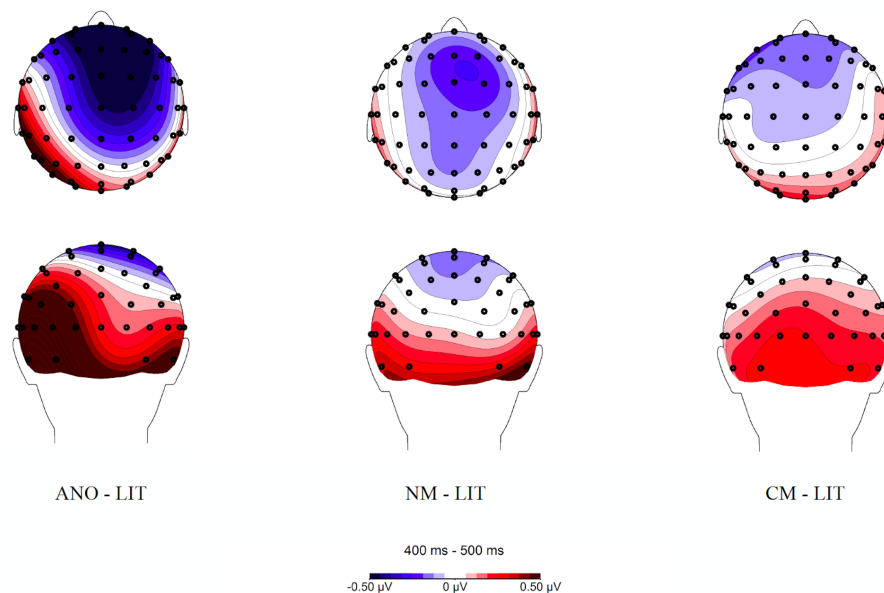 ANO - LIT
NM - LIT
CM - LIT
400 ms - 500 ms
-0.50 µV
0 µV
0.50 µV